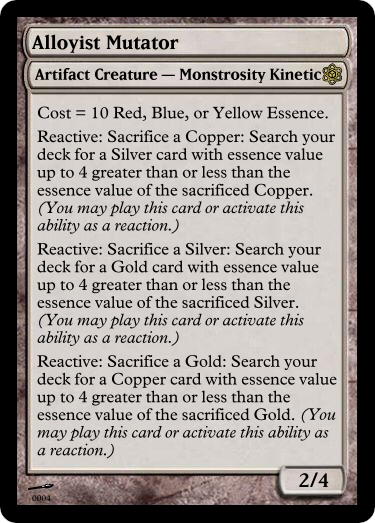 Alloyist Mutator
Artifact Creature — Monstrosity Kinetic
Cost = 10 Red, Blue, or Yellow Essence.
Reactive: Sacrifice a Copper: Search your
deck for a Silver card with essence value
up to 4 greater than or less than the
essence value of the sacrificed Copper.
(You may play this card or activate this
ability as a reaction.)
Reactive: Sacrifice a Silver: Search your
deck for a Gold card with essence value
up to 4 greater than or less than the
essence value of the sacrificed Silver.
(You may play this card or activate this
ability as a reaction.)
Reactive: Sacrifice a Gold: Search your
deck for a Copper card with essence value
up to 4 greater than or less than the
essence value of the sacrificed Gold. (You
may play this card or activate this ability as
a reaction.)
2/4
0004